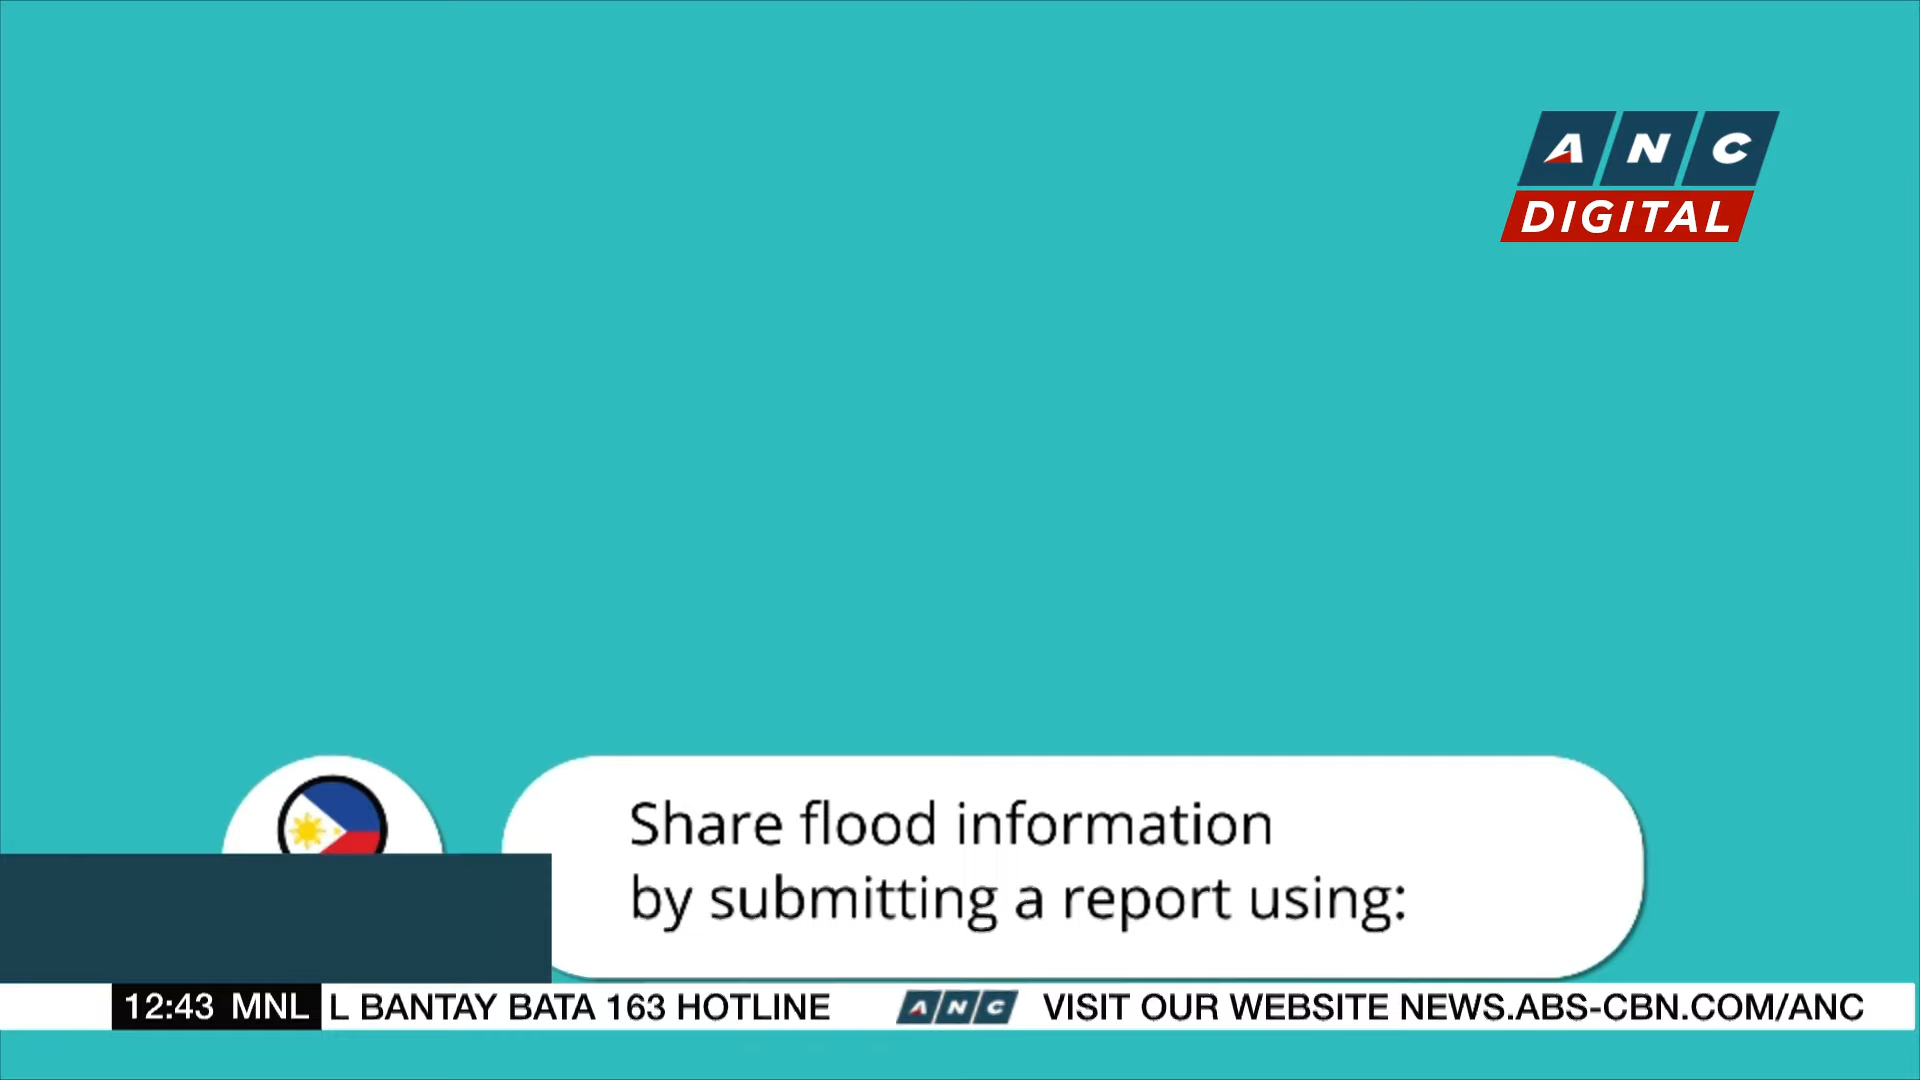 ANC
DIGITAL
Share flood information
by submitting a report using:
12:43 MNL
L BANTAY BATA 163 HOTLINE ANC VISIT OUR WEBSITE NEWS.ABS-CBN.COM/ANC